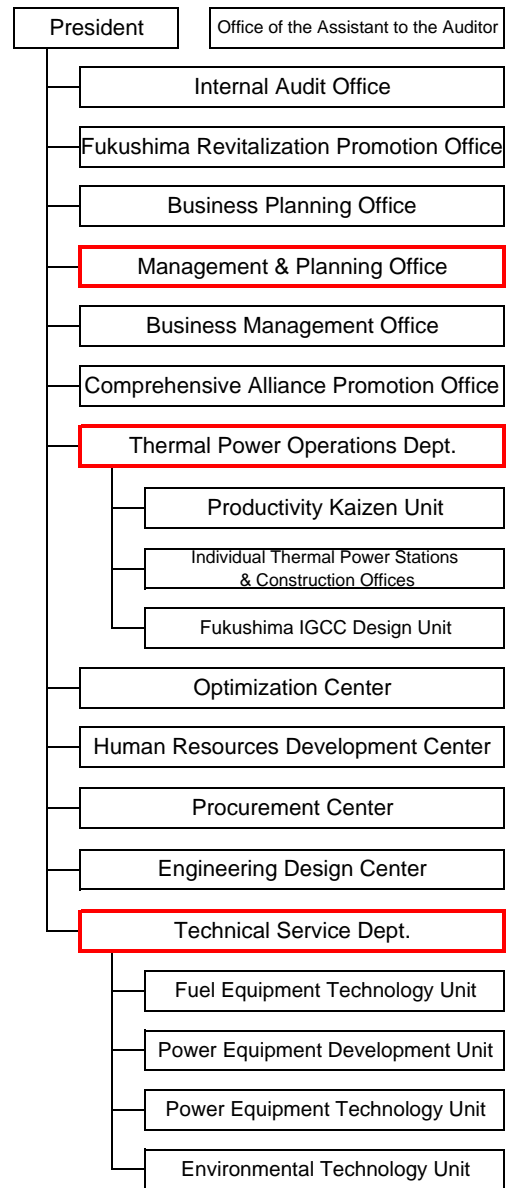 President
Office of the Assistant to the Auditor
Internal Audit Office
Fukushima Revitalization Promotion Office
Business Planning Office
Management & Planning Office
Business Management Office
Comprehensive Alliance Promotion Office
Thermal Power Operations Dept.
Productivity Kaizen Unit
Individual Thermal Power Stations
& Construction Offices
Fukushima IGCC Design Unit
Optimization Center
Human Resources Development Center
Procurement Center
Engineering Design Center
Technical Service Dept.
Fuel Equipment Technology Unit
Power Equipment Development Unit
Power Equipment Technology Unit
Environmental Technology Unit